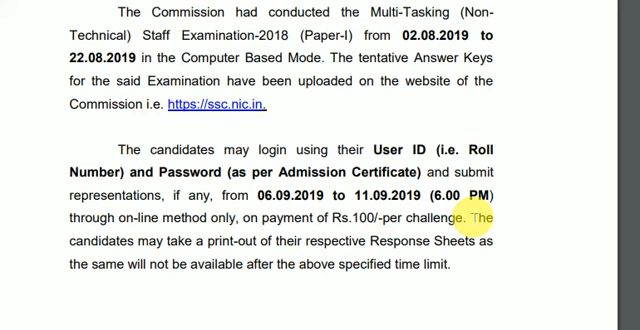 The Commission had conducted the Multi-Tasking (Non-
Technical) Staff Examination-2018 (Paper-I) from 02.08.2019 to
22.08.2019 in the Computer Based Mode. The tentative Answer Keys
for the said Examination have been uploaded on the website of the
Commission i.e. https://ssc.nic.in.
The candidates may login using their User ID (i.e. Roll
Number) and Password (as per Admission Certificate) and submit
representations, if any, from 06.09.2019 to 11.09.2019 (6.00 PM)
through on-line method only, on payment of Rs.100/-per challenge. The
candidates may take a print-out of their respective Response Sheets as
the same will not be available after the above specified time limit.